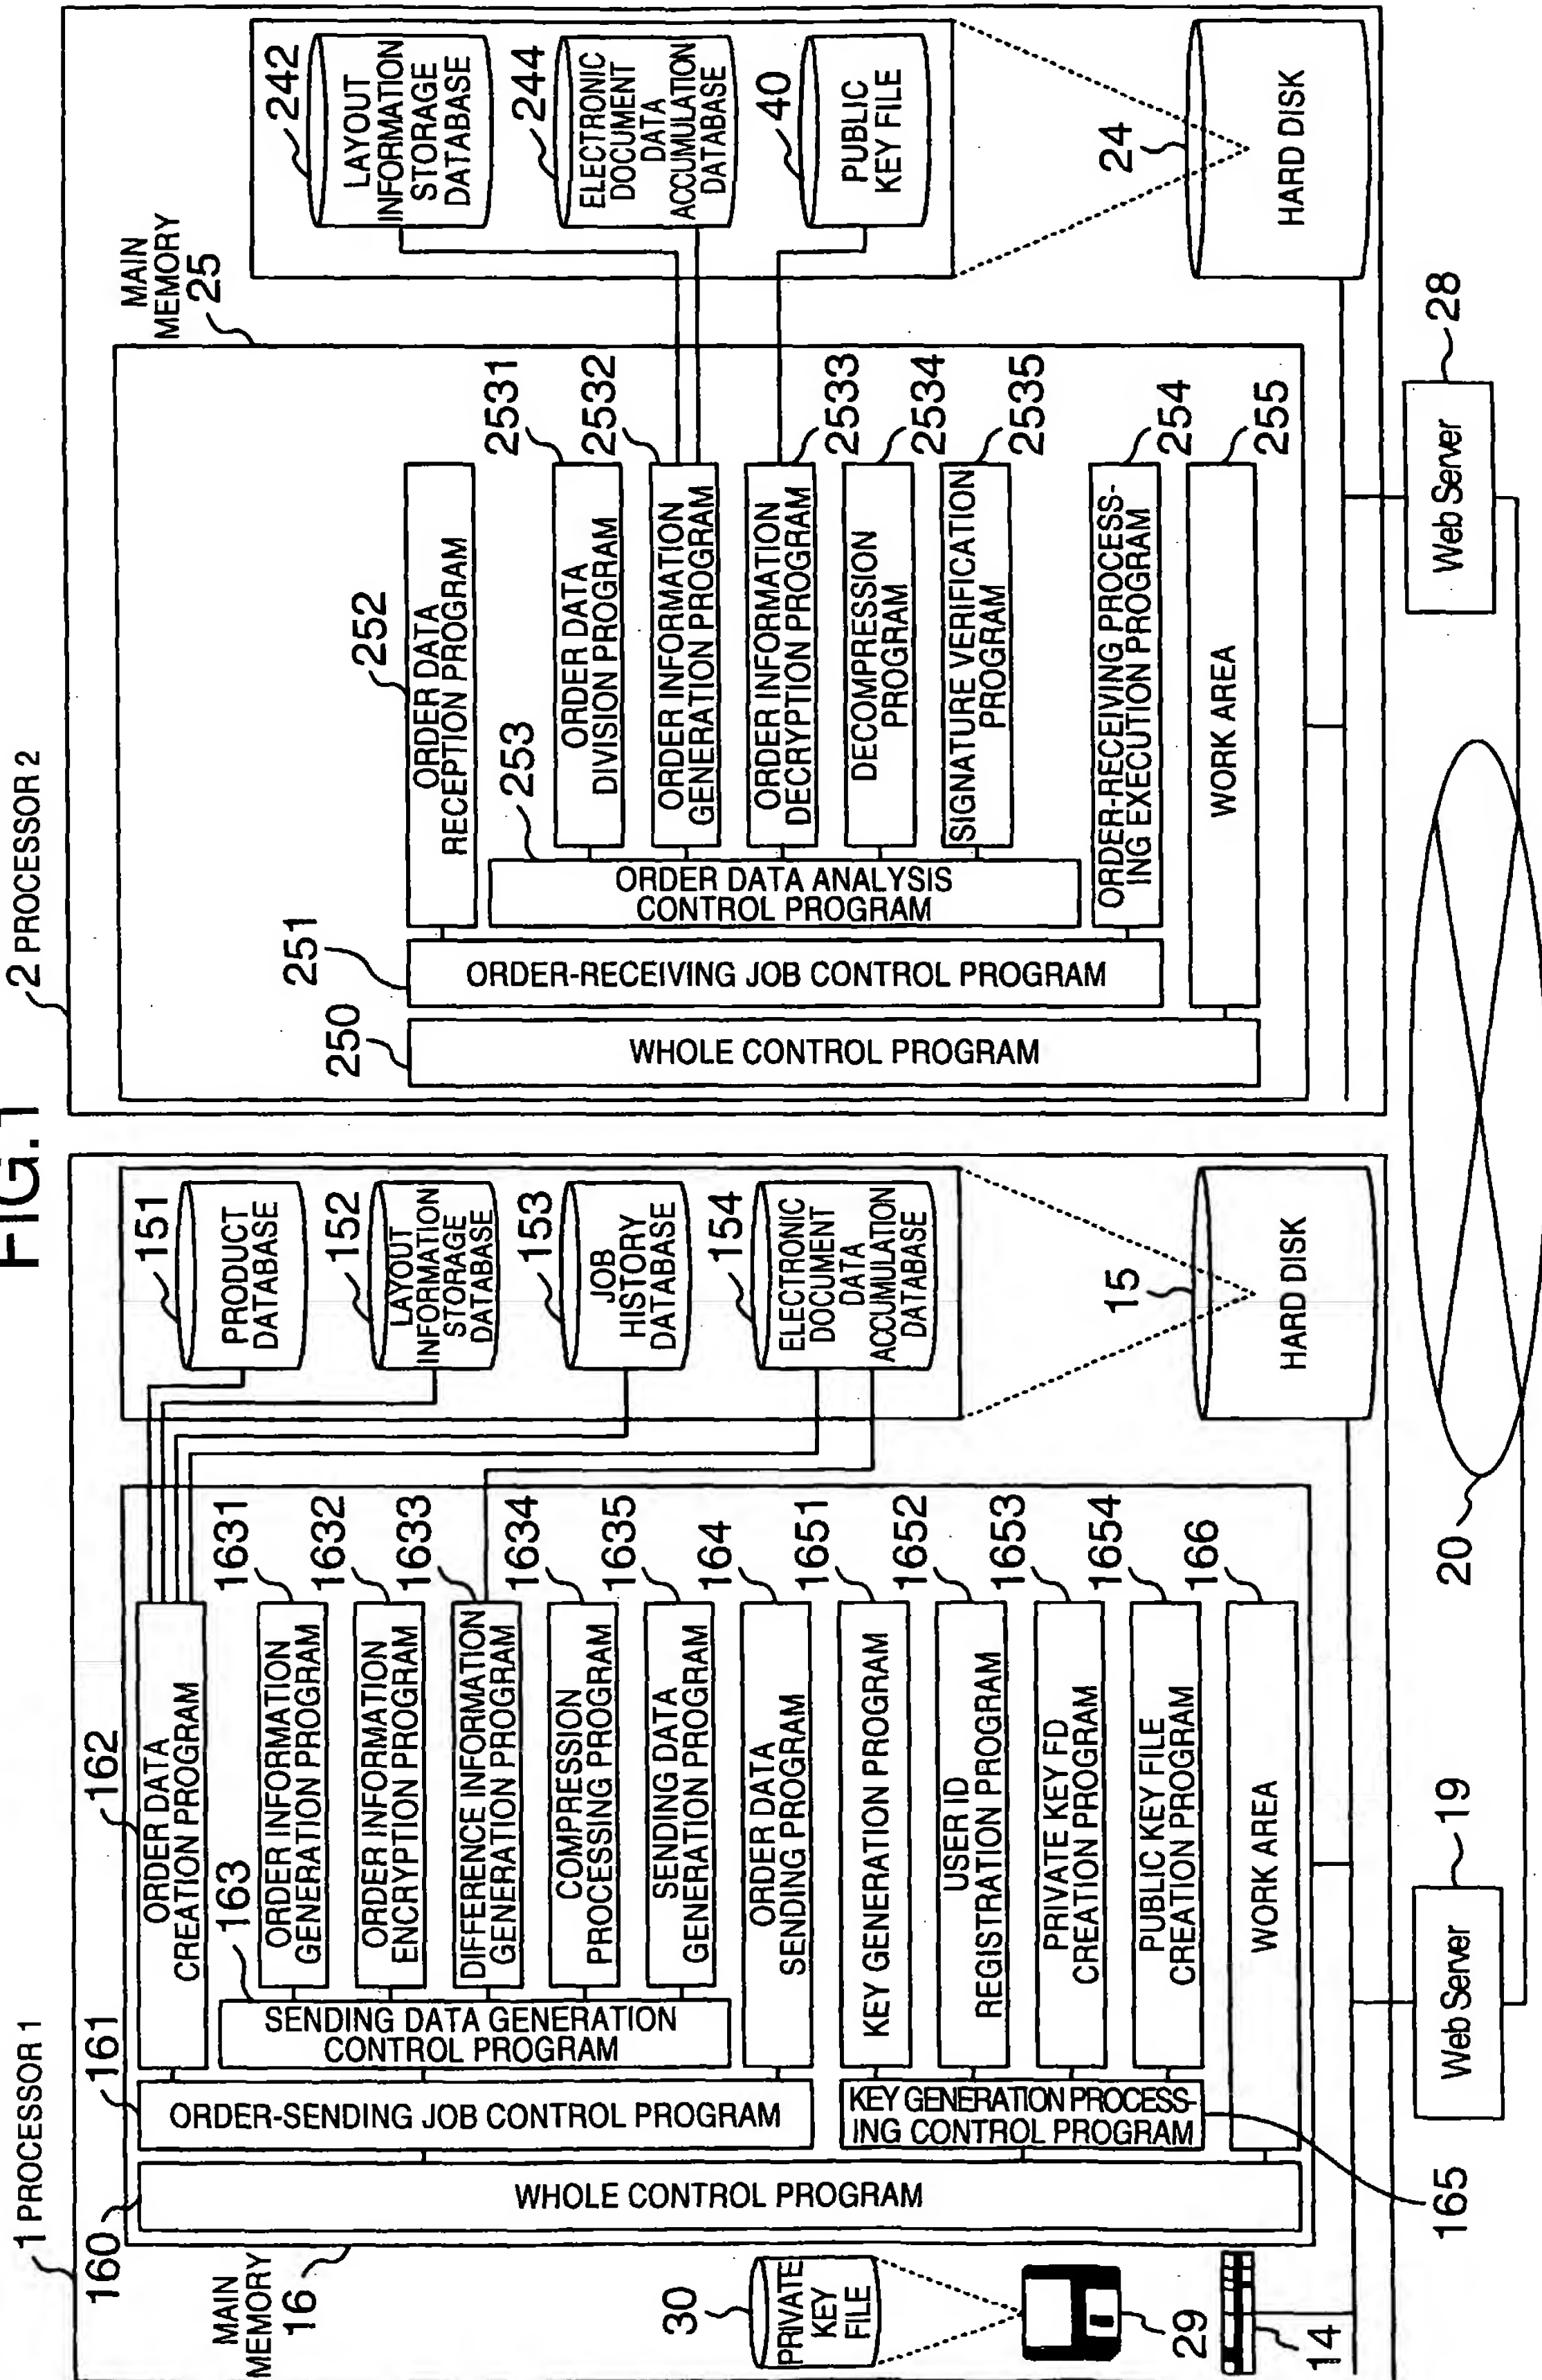 FIG.1
1 PROCESSOR 1
MAIN
MEMORY
16
160
WHOLE CONTROL PROGRAM
161
ORDER-SENDING JOB CONTROL PROGRAM
162
ORDER DATA
CREATION PROGRAM
163
SENDING DATA GENERATION
CONTROL PROGRAM
ORDER INFORMATION
GENERATION PROGRAM
1631
ORDER INFORMATION
ENCRYPTION PROGRAM
1632
DIFFERENCE INFORMATION
GENERATION PROGRAM
1633
COMPRESSION
PROCESSING PROGRAM
1634
SENDING DATA
GENERATION PROGRAM
1635
ORDER DATA
SENDING PROGRAM
164
KEY GENERATION PROCESS-
ING CONTROL PROGRAM
165
KEY GENERATION PROGRAM
1651
USER ID
REGISTRATION PROGRAM
1652
PRIVATE KEY FD
CREATION PROGRAM
1653
PUBLIC KEY FILE
CREATION PROGRAM
1654
WORK AREA
166
151
PRODUCT
DATABASE
152
LAYOUT
INFORMATION
STORAGE
DATABASE
153
JOB
HISTORY
DATABASE
154
ELECTRONIC
DOCUMENT
DATA
ACCUMULATION
DATABASE
15
HARD DISK
30
PRIVATE
KEY
FILE
29
14
Web Server
19
20
2 PROCESSOR 2
MAIN
MEMORY
25
250
WHOLE CONTROL PROGRAM
251
ORDER-RECEIVING JOB CONTROL PROGRAM
252
ORDER DATA
RECEPTION PROGRAM
253
ORDER DATA ANALYSIS
CONTROL PROGRAM
ORDER DATA
DIVISION PROGRAM
2531
ORDER INFORMATION
GENERATION PROGRAM
2532
ORDER INFORMATION
DECRYPTION PROGRAM
2533
DECOMPRESSION
PROGRAM
2534
SIGNATURE VERIFICATION
PROGRAM
2535
ORDER-RECEIVING PROCESS-
ING EXECUTION PROGRAM
254
WORK AREA
255
242
LAYOUT
INFORMATION
STORAGE
DATABASE
244
ELECTRONIC
DOCUMENT
DATA
ACCUMULATION
DATABASE
40
PUBLIC
KEY FILE
24
HARD DISK
Web Server
28